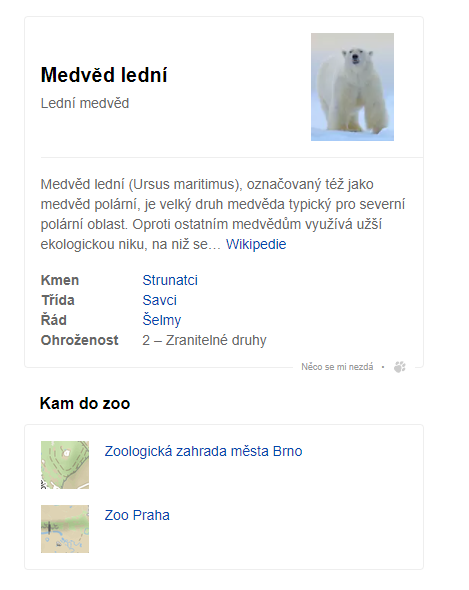 Medvěd lední
Lední medvěd
Medvěd lední (Ursus maritimus), označovaný též jako
medvěd polární, je velký druh medvěda typický pro severní
polární oblast. Oproti ostatním medvědům využívá užší
ekologickou niku, na niž se… Wikipedie
Kmen Strunatci
Třída Savci
Řád Šelmy
Ohroženost 2 – Zranitelné druhy
Něco se mi nezdá •
Kam do zoo
Zoologická zahrada města Brno
Zoo Praha